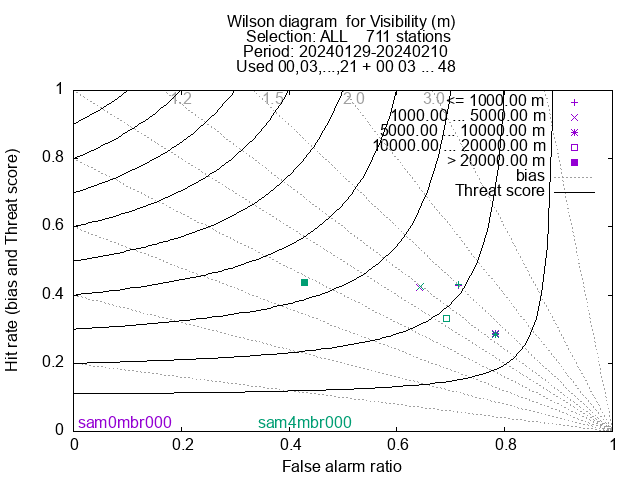 Wilson diagram  for Visibility (m)
Selection: ALL    711 stations
Period: 20240129-20240210
Used 00,03,...,21 + 00 03 ... 48
1.2 1.5 2.0 3.0
<= 1000.00 m
1000.00 ... 5000.00 m
5000.00 ... 10000.00 m
10000.00 ... 20000.00 m
> 20000.00 m
bias
Threat score
Hit rate (bias and Threat score)
1
0.8
0.6
0.4
0.2
0
sam0mbr000 sam4mbr000
0 0.2 0.4 0.6 0.8 1
False alarm ratio